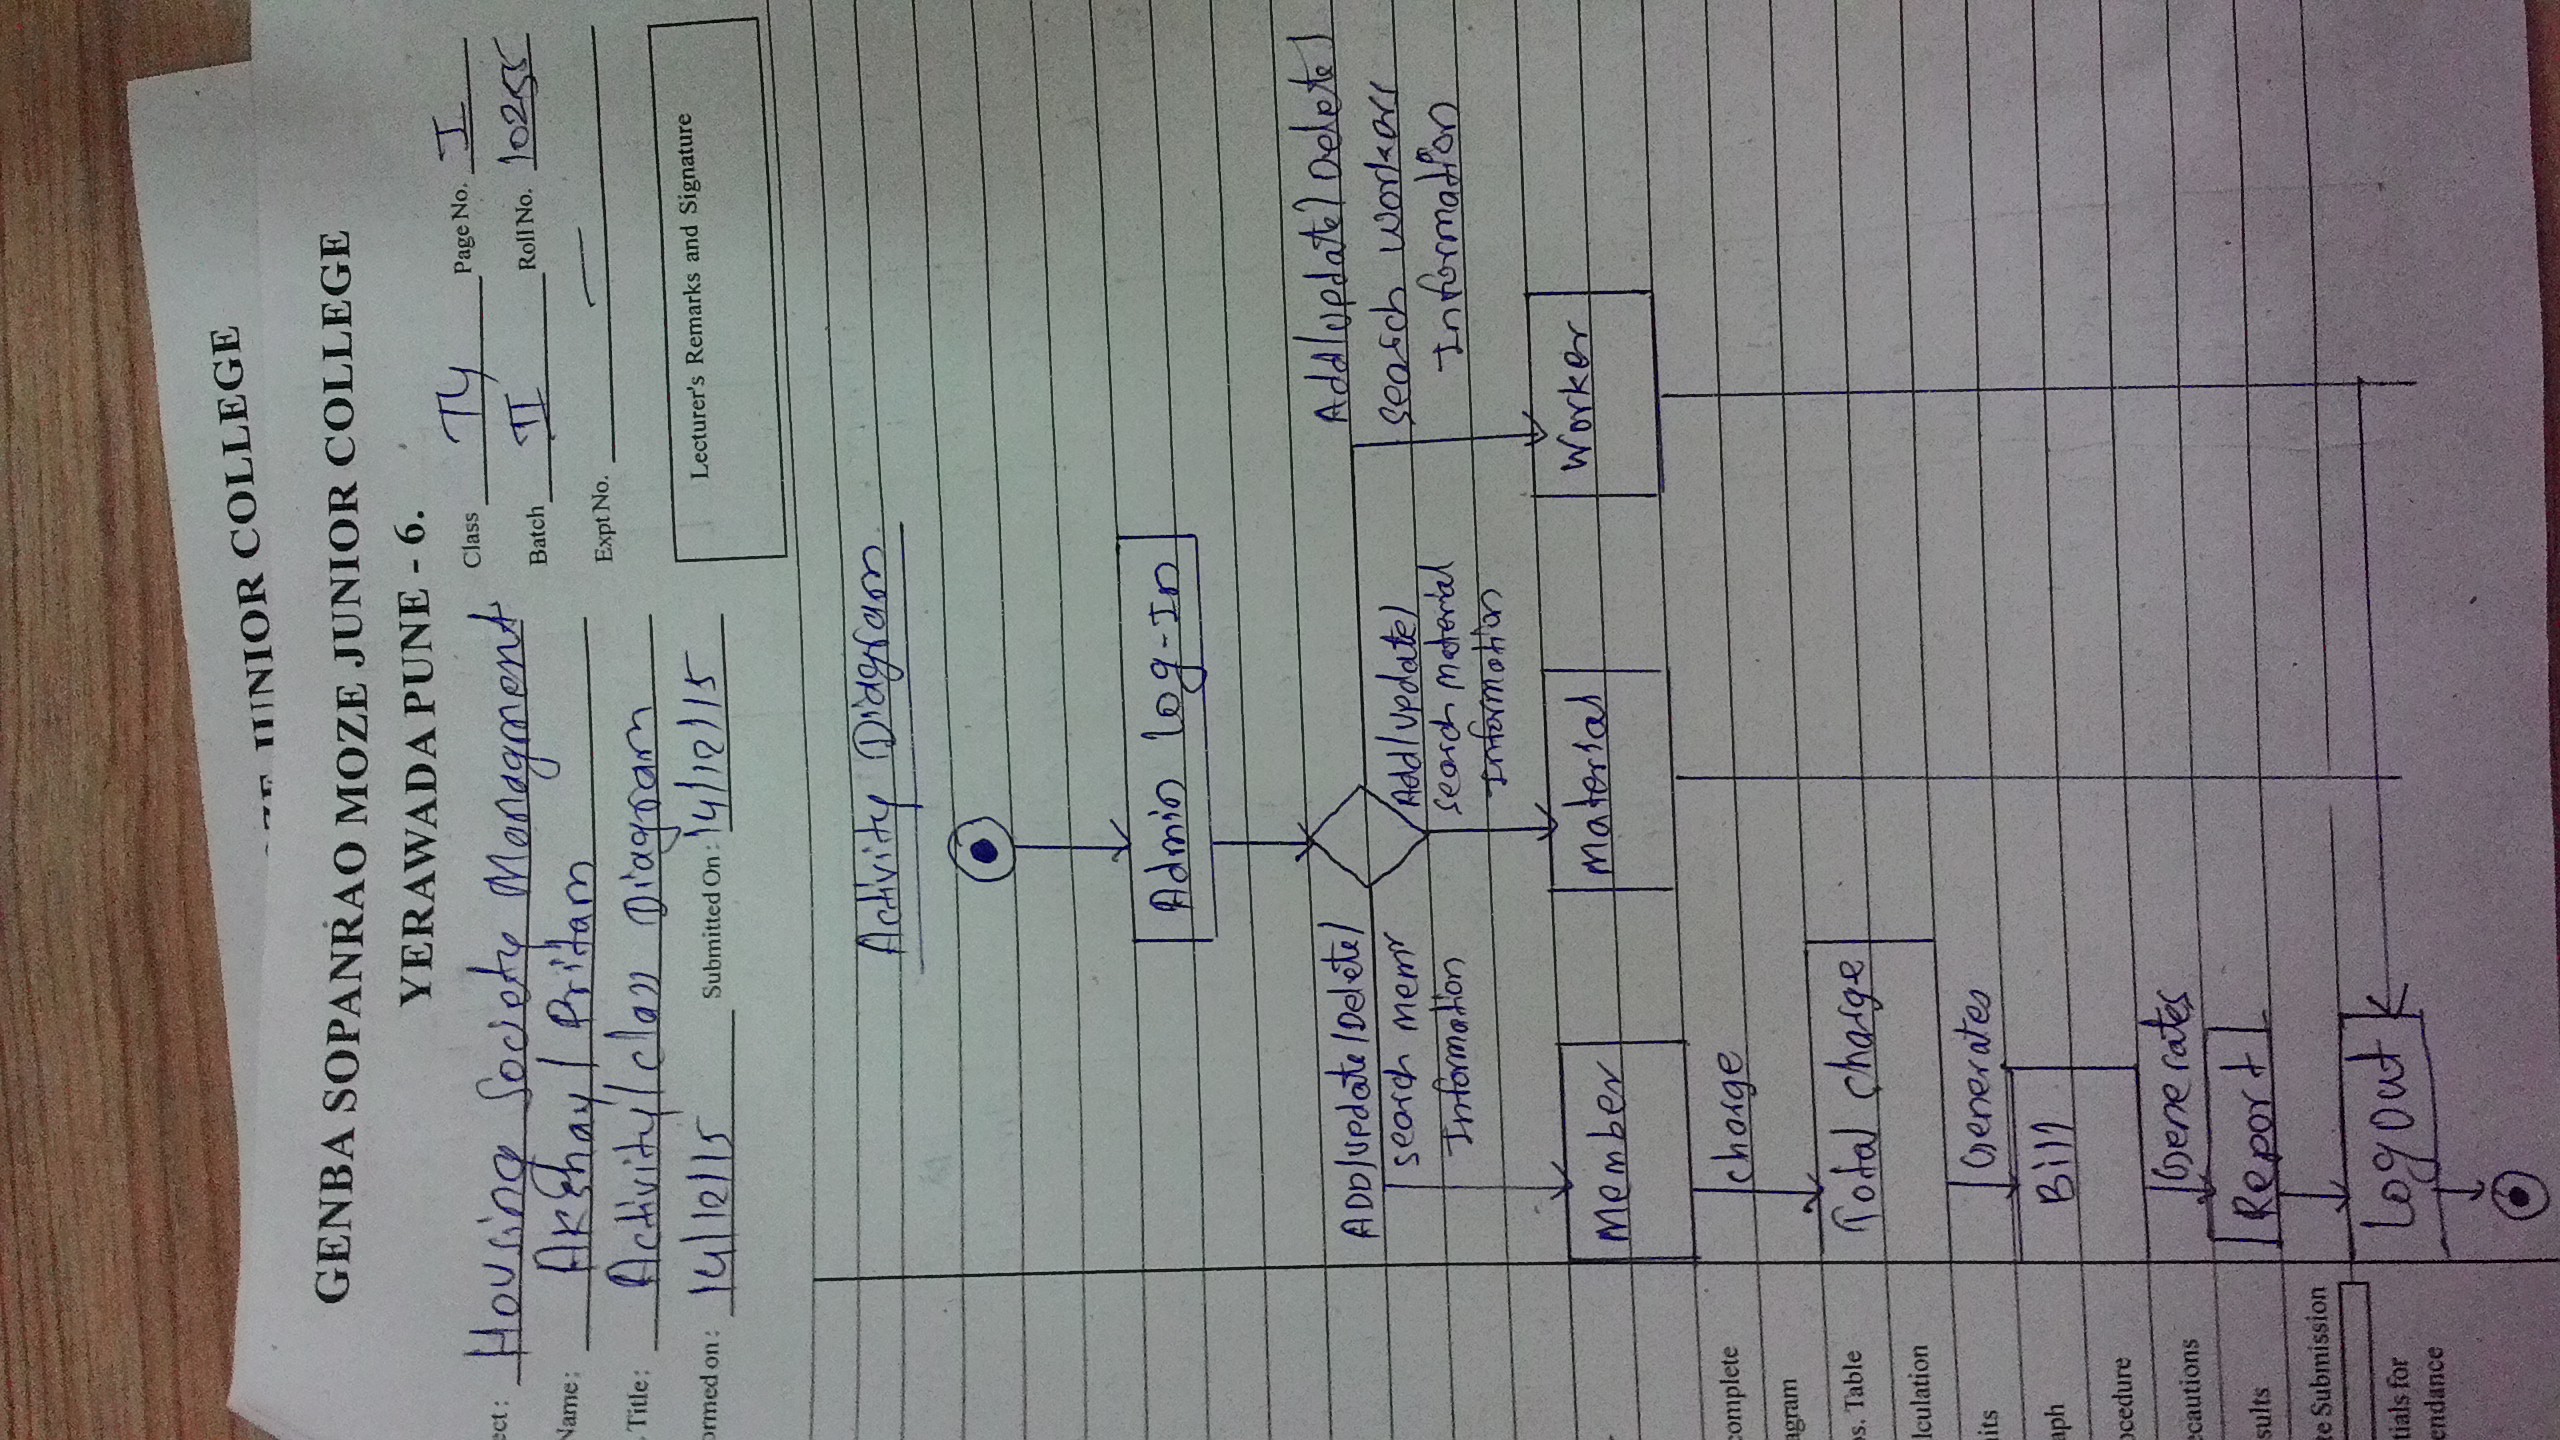 JUNIOR COLLEGE
GENBA SOPANRAO MOZE JUNIOR COLLEGE
YERAWADA PUNE - 6.
ect: Housing Society Managment
Class TY Page No. I
Name: Akshay / Pritam
Batch II Roll No. 10255
Title: Activity/class Diagram
Expt No. —
ormed on: 14/12/15 Submitted On: 14/12/15
Lecturer's Remarks and Signature
Activity Diagram
Admin Log-In
ADD/update/Delete/
search memr
Information
Add/update/
search material
Information
Add/update/Delete/
search workers
Information
Member
Material
Worker
charge
Total charge
Generates
Bill
Generates
Report
Logout
complete
agram
os. Table
lculation
its
aph
ocedure
ecautions
sults
te Submission
tials for
endance